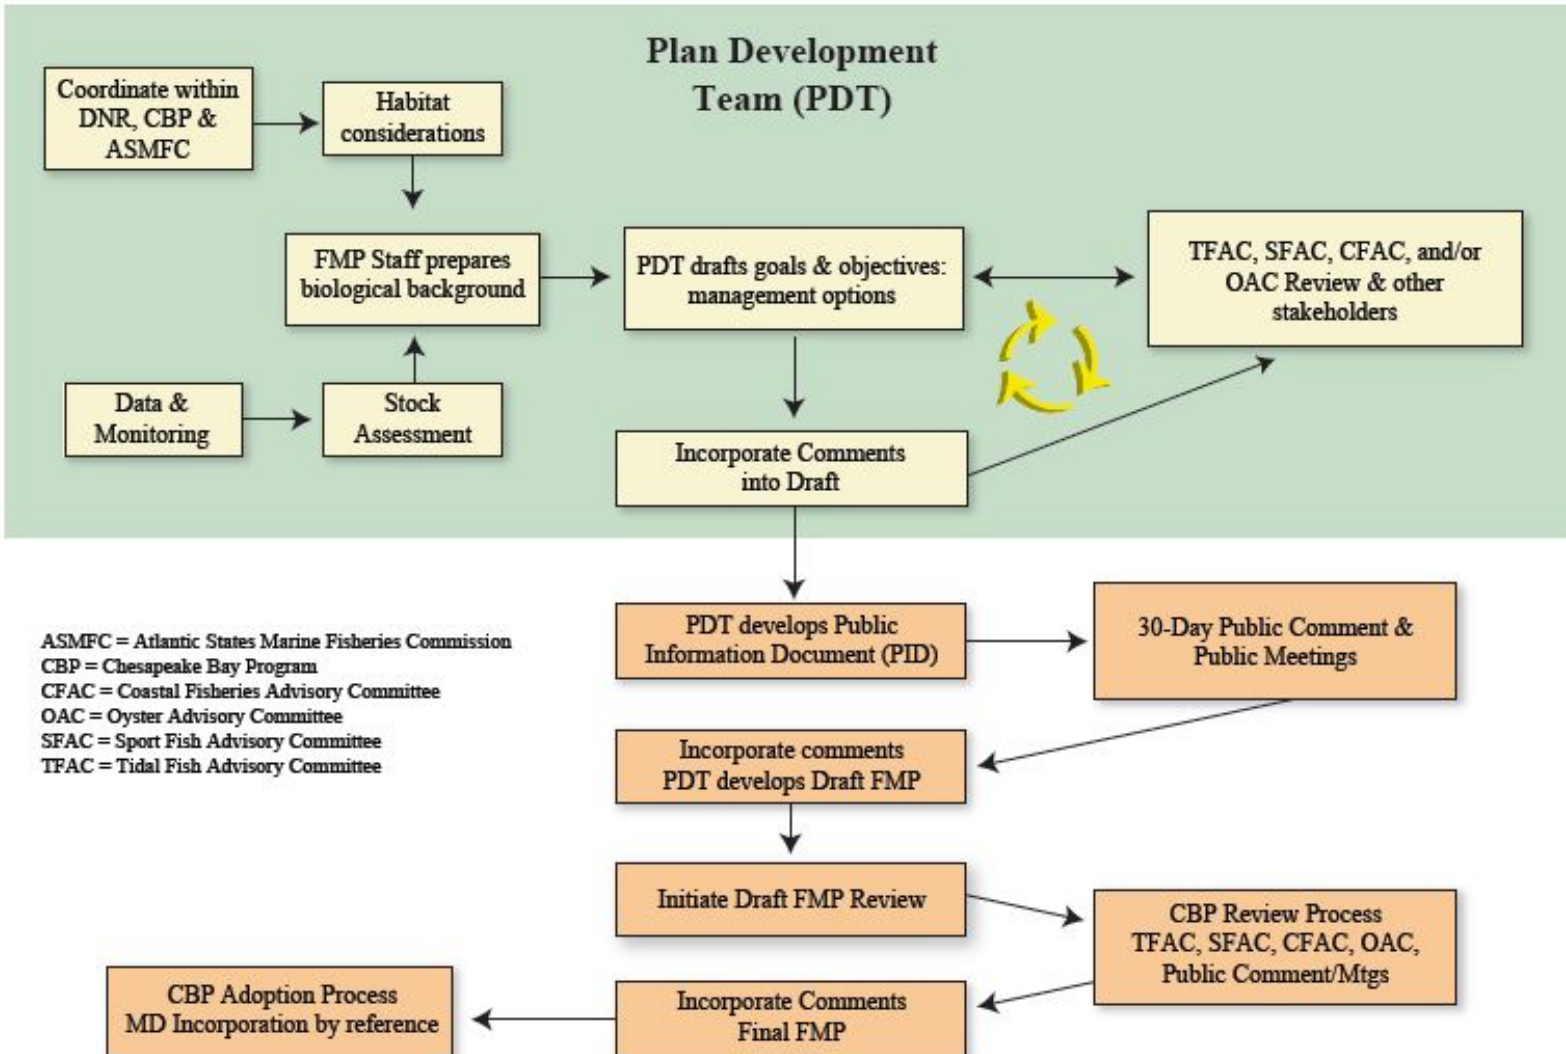 Plan Development
Team (PDT)
Coordinate within
DNR, CBP &
ASMFC
Habitat
considerations
FMP Staff prepares
biological background
PDT drafts goals & objectives:
management options
TFAC, SFAC, CFAC, and/or
OAC Review & other
stakeholders
Data &
Monitoring
Stock
Assessment
Incorporate Comments
into Draft
PDT develops Public
Information Document (PID)
30-Day Public Comment &
Public Meetings
ASMFC = Atlantic States Marine Fisheries Commission
CBP = Chesapeake Bay Program
CFAC = Coastal Fisheries Advisory Committee
OAC = Oyster Advisory Committee
SFAC = Sport Fish Advisory Committee
TFAC = Tidal Fish Advisory Committee
Incorporate comments
PDT develops Draft FMP
Initiate Draft FMP Review
CBP Review Process
TFAC, SFAC, CFAC, OAC,
Public Comment/Mtgs
Incorporate Comments
Final FMP
CBP Adoption Process
MD Incorporation by reference